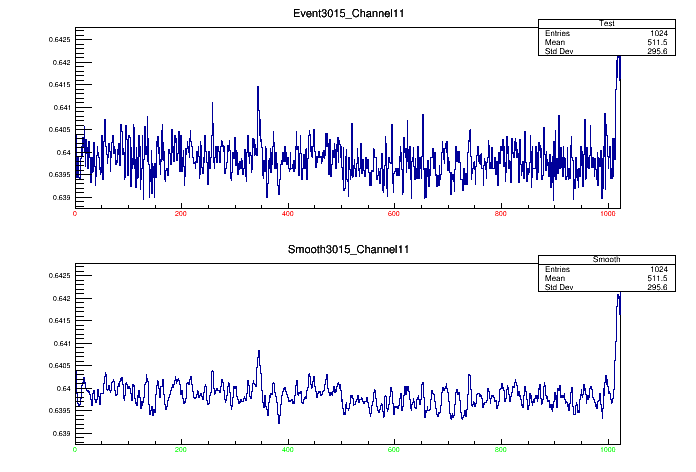 Event3015_Channel11
Test
Entries 1024
Mean 511.5
Std Dev 295.6
0.6425
0.642
0.6415
0.641
0.6405
0.64
0.6395
0.639
0 200 400 600 800 1000
Smooth3015_Channel11
Smooth
Entries 1024
Mean 511.5
Std Dev 295.6
0.6425
0.642
0.6415
0.641
0.6405
0.64
0.6395
0.639
0 200 400 600 800 1000